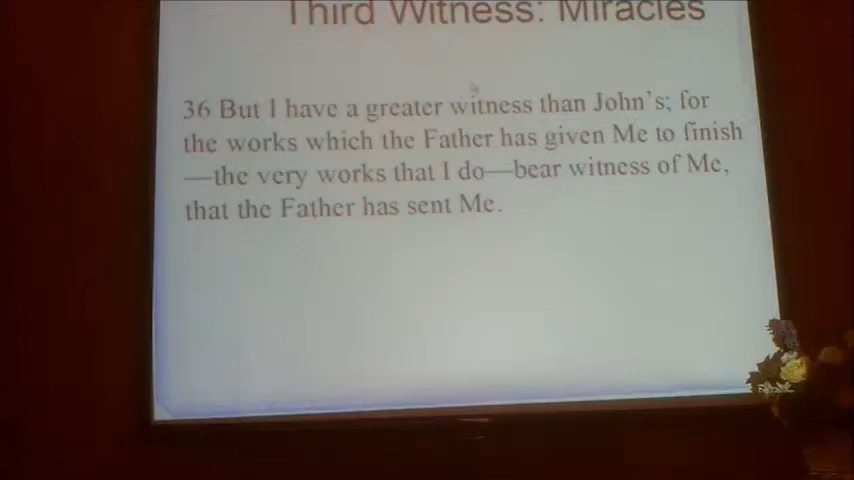 Third Witness: Miracles
36 But I have a greater witness than John's; for
the works which the Father has given Me to finish
—the very works that I do—bear witness of Me,
that the Father has sent Me.